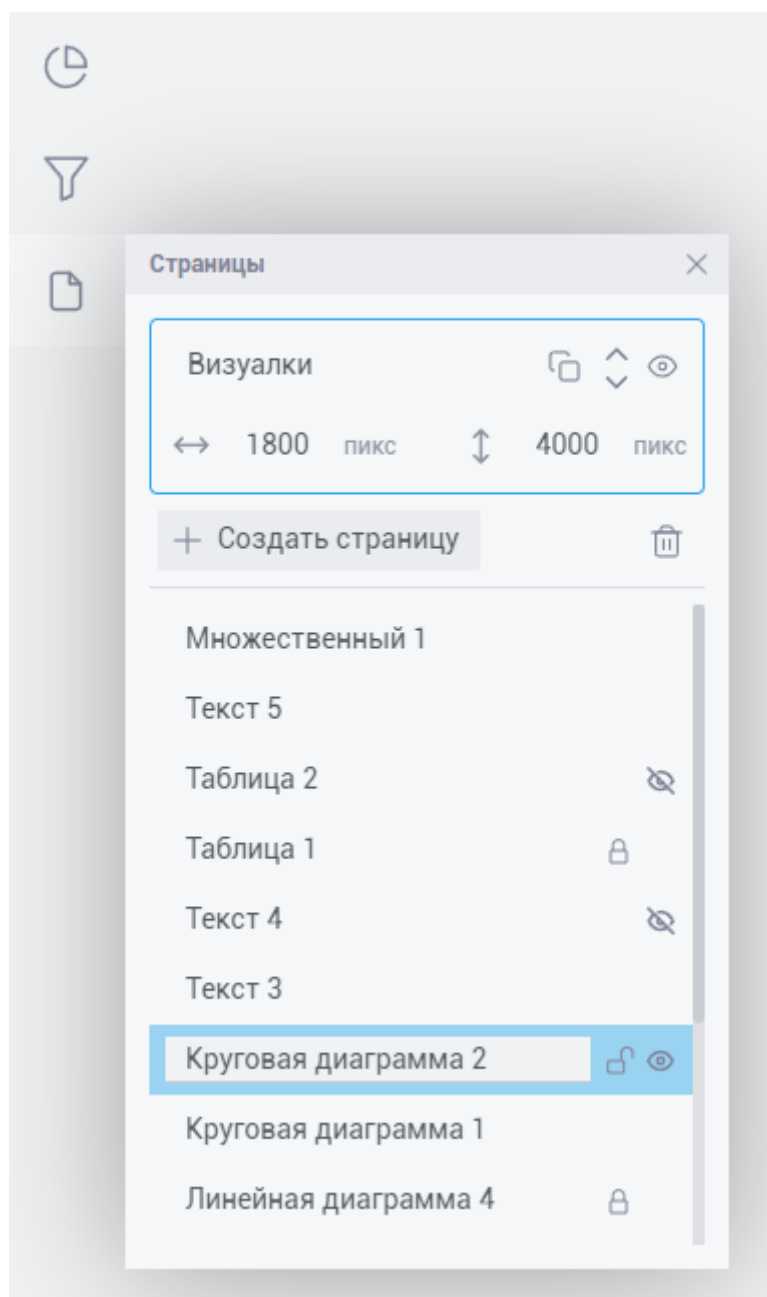 Страницы
Визуалки
1800 пикс 4000 пикс
Создать страницу
Множественный 1
Текст 5
Таблица 2
Таблица 1
Текст 4
Текст 3
Круговая диаграмма 2
Круговая диаграмма 1
Линейная диаграмма 4